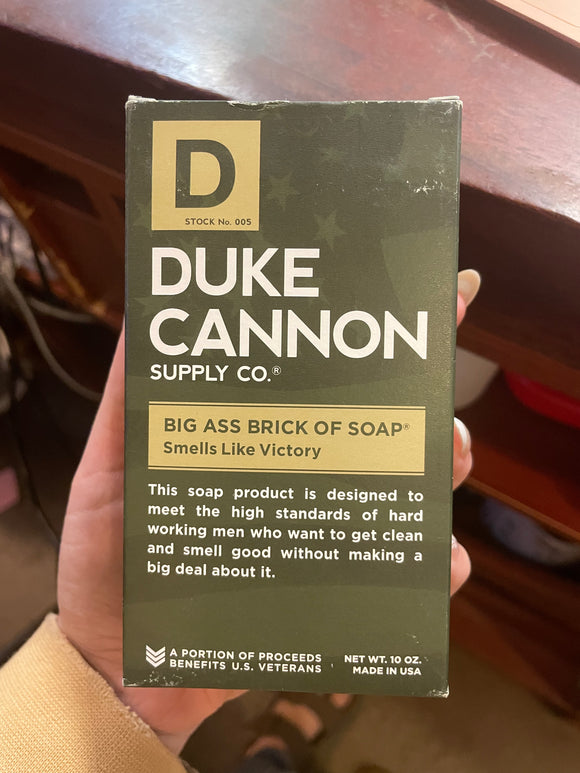 D
STOCK No. 005
DUKE
CANNON
SUPPLY CO.®
BIG ASS BRICK OF SOAP®
Smells Like Victory
This soap product is designed to
meet the high standards of hard
working men who want to get clean
and smell good without making a
big deal about it.
A PORTION OF PROCEEDS
BENEFITS U.S. VETERANS
NET WT. 10 OZ.
MADE IN USA